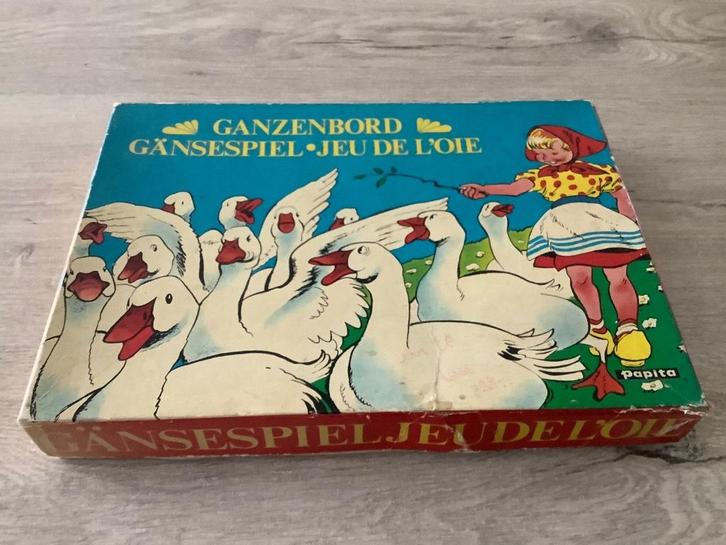 GANZENBORD
GÄNSESPIEL • JEU DE L'OIE
papita
GÄNSESPIEL JEU DE L'OIE